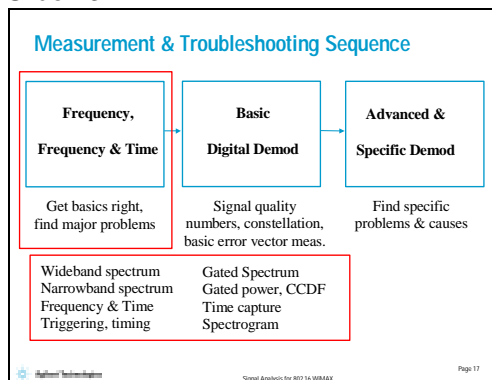 Measurement & Troubleshooting Sequence
Frequency,
Frequency & Time
Basic
Digital Demod
Advanced &
Specific Demod
Get basics right,
find major problems
Signal quality
numbers, constellation,
basic error vector meas.
Find specific
problems & causes
Wideband spectrum
Narrowband spectrum
Frequency & Time
Triggering, timing
Gated Spectrum
Gated power, CCDF
Time capture
Spectrogram
Signal Analysis for 802.16 WiMAX
Page 17